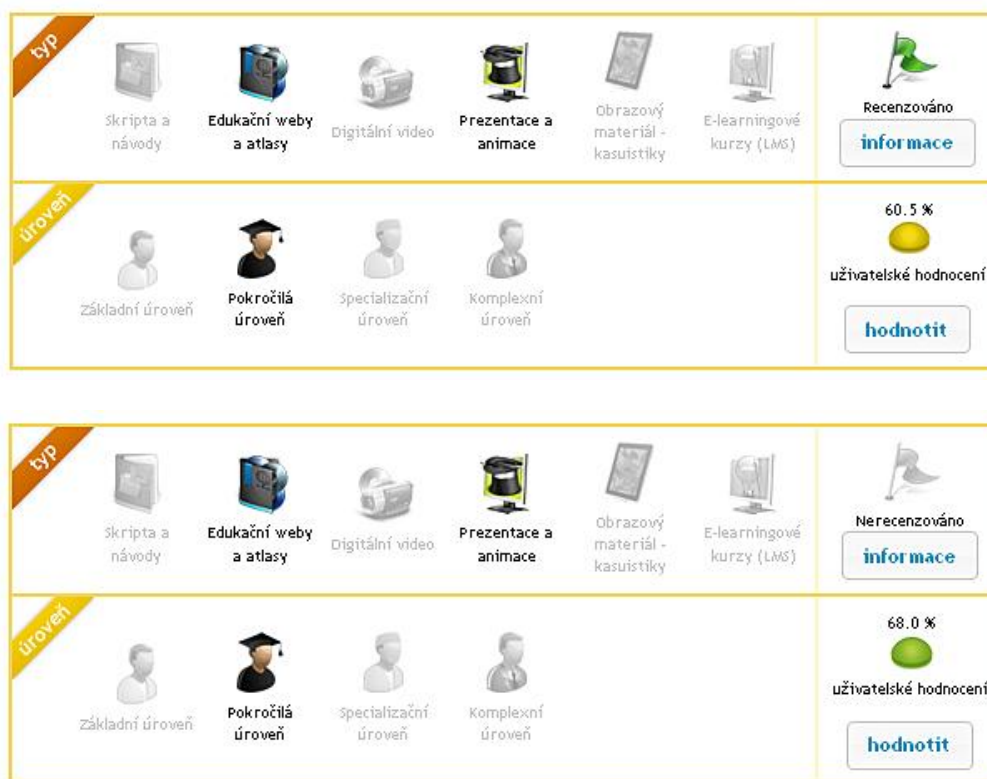 typ
Skripta a
návody
Edukační weby
a atlasy
Digitální video
Prezentace a
animace
Obrazový
materiál -
kasuistiky
E-learningové
kurzy (LMS)
Recenzováno
informace
úroveň
Základní úroveň
Pokročilá
úroveň
Specializační
úroveň
Komplexní
úroveň
60.5 %
uživatelské hodnocení
hodnotit
typ
Skripta a
návody
Edukační weby
a atlasy
Digitální video
Prezentace a
animace
Obrazový
materiál -
kasuistiky
E-learningové
kurzy (LMS)
Nerecenzováno
informace
úroveň
Základní úroveň
Pokročilá
úroveň
Specializační
úroveň
Komplexní
úroveň
68.0 %
uživatelské hodnocení
hodnotit